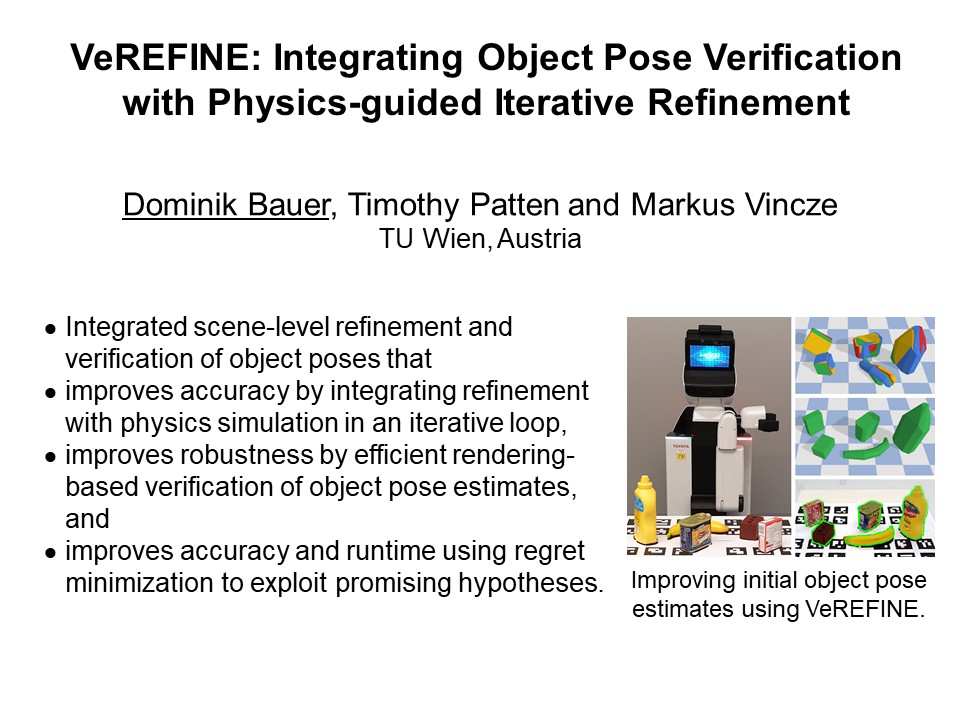 VeREFINE: Integrating Object Pose Verification
with Physics-guided Iterative Refinement
Dominik Bauer, Timothy Patten and Markus Vincze
TU Wien, Austria
● Integrated scene-level refinement and
verification of object poses that
● improves accuracy by integrating refinement
with physics simulation in an iterative loop,
● improves robustness by efficient rendering-
based verification of object pose estimates,
and
● improves accuracy and runtime using regret
minimization to exploit promising hypotheses.
TOYOTA
Improving initial object pose
estimates using VeREFINE.